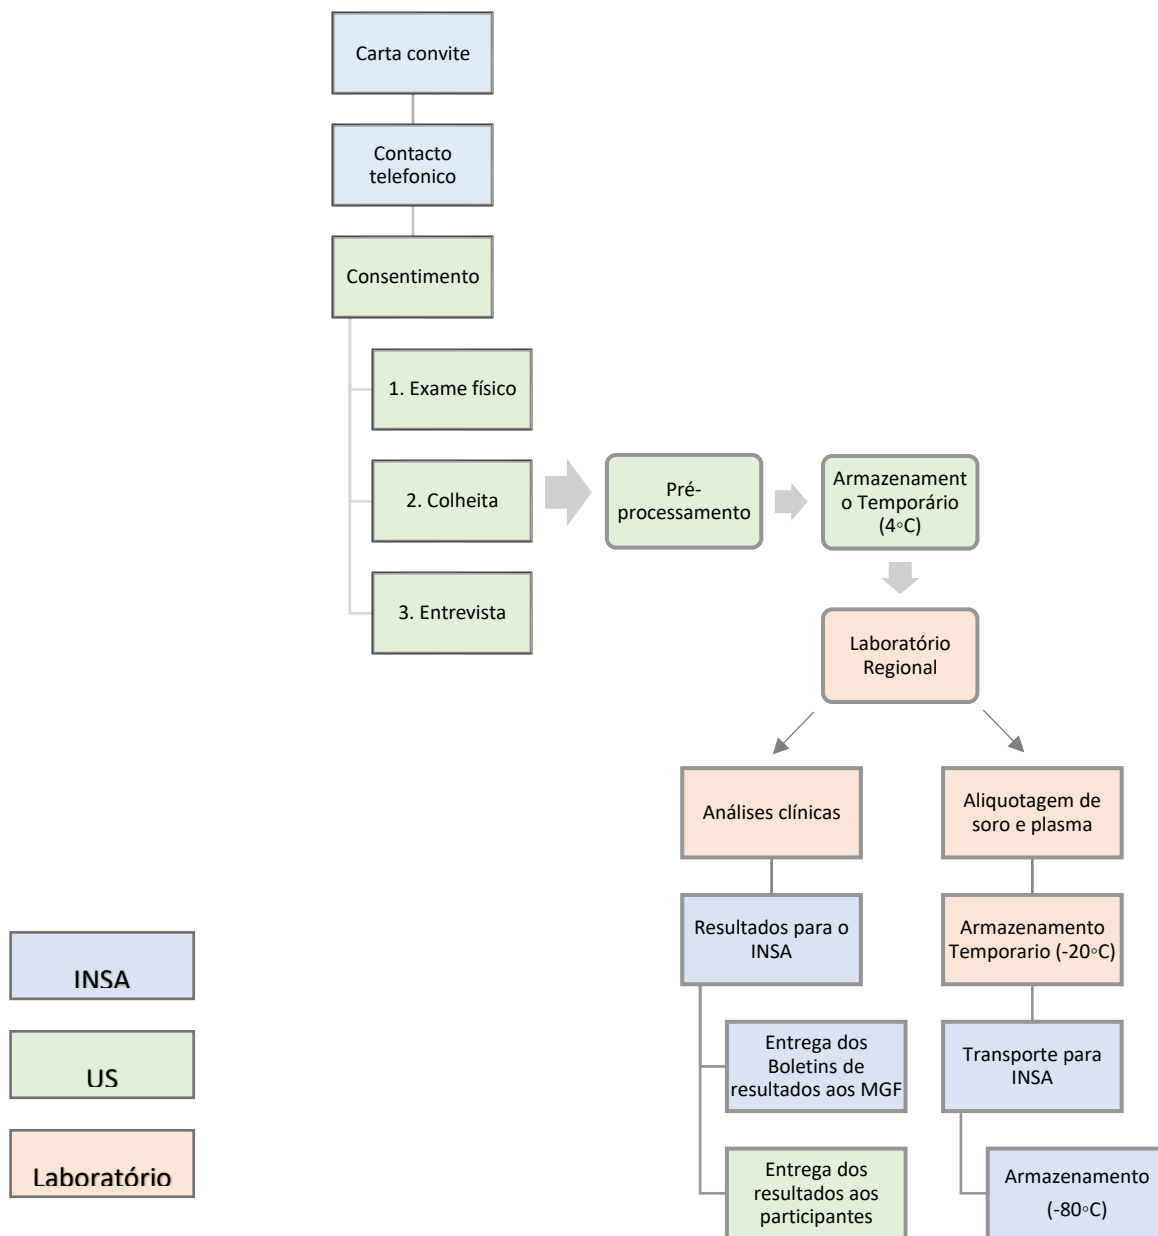 Carta convite
Contacto
telefonico
Consentimento
1. Exame físico
2. Colheita
3. Entrevista
Pré-
processamento
Armazenament
o Temporário
(4◦C)
Laboratório
Regional
Análises clínicas
Resultados para o
INSA
Entrega dos
Boletins de
resultados aos MGF
Entrega dos
resultados aos
participantes
Aliquotagem de
soro e plasma
Armazenamento
Temporario (-20◦C)
Transporte para
INSA
Armazenamento
(-80◦C)
INSA
US
Laboratório